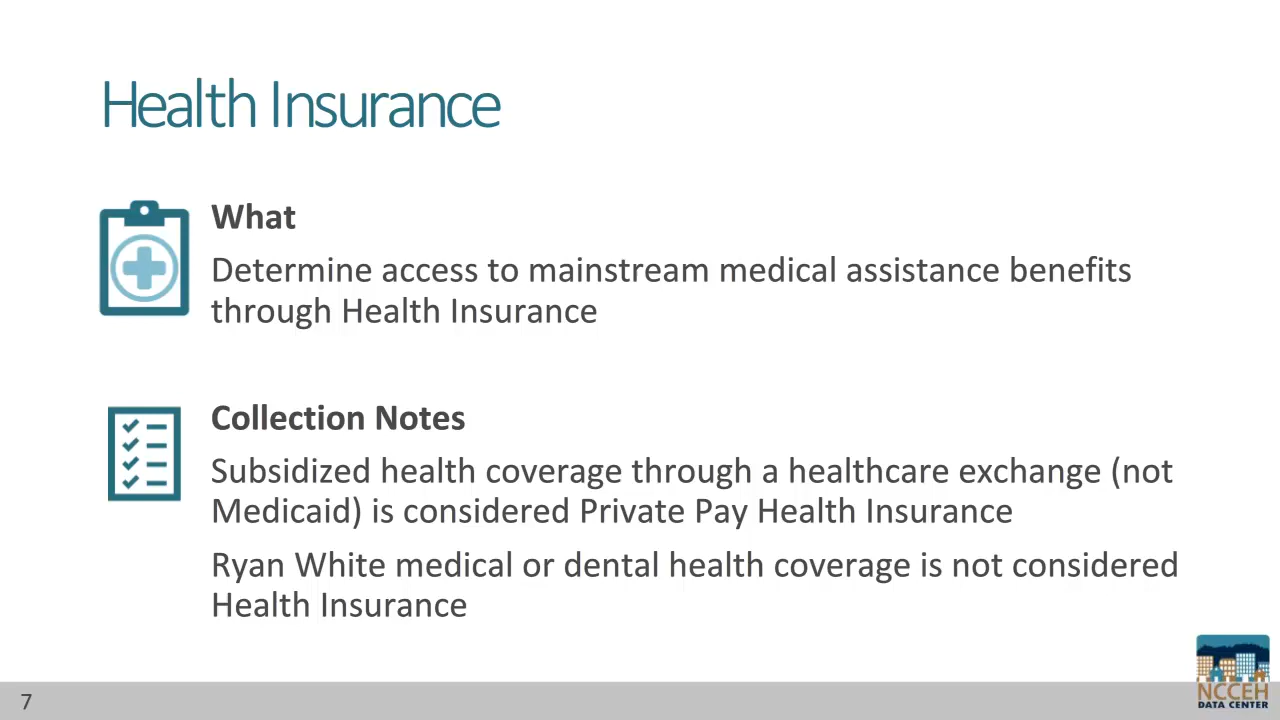 Health Insurance
What
Determine access to mainstream medical assistance benefits
through Health Insurance
Collection Notes
Subsidized health coverage through a healthcare exchange (not
Medicaid) is considered Private Pay Health Insurance
Ryan White medical or dental health coverage is not considered
Health Insurance
7
NCCEH
DATA CENTER